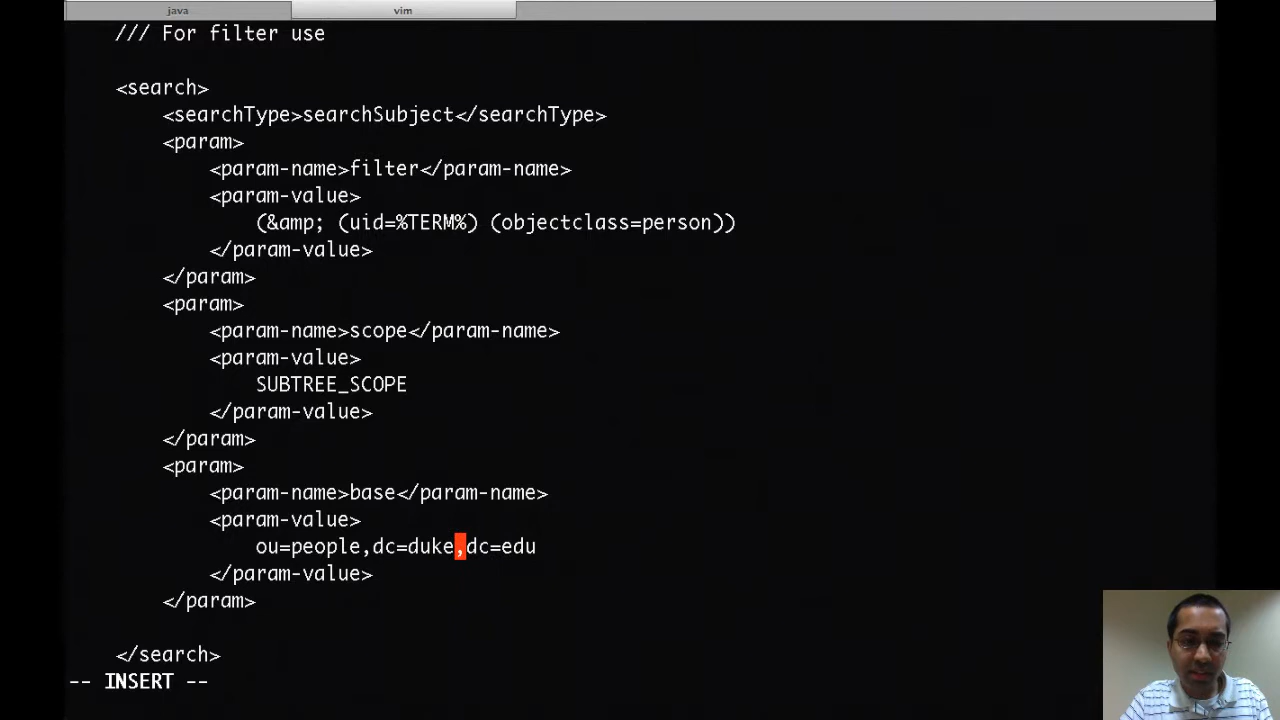 java
vim
/// For filter use
<search>
<searchType>searchSubject</searchType>
<param>
<param-name>filter</param-name>
<param-value>
(&amp; (uid=%TERM%) (objectclass=person))
</param-value>
</param>
<param>
<param-name>scope</param-name>
<param-value>
SUBTREE_SCOPE
</param-value>
</param>
<param>
<param-name>base</param-name>
<param-value>
ou=people,dc=duke,dc=edu
</param-value>
</param>
</search>
-- INSERT --